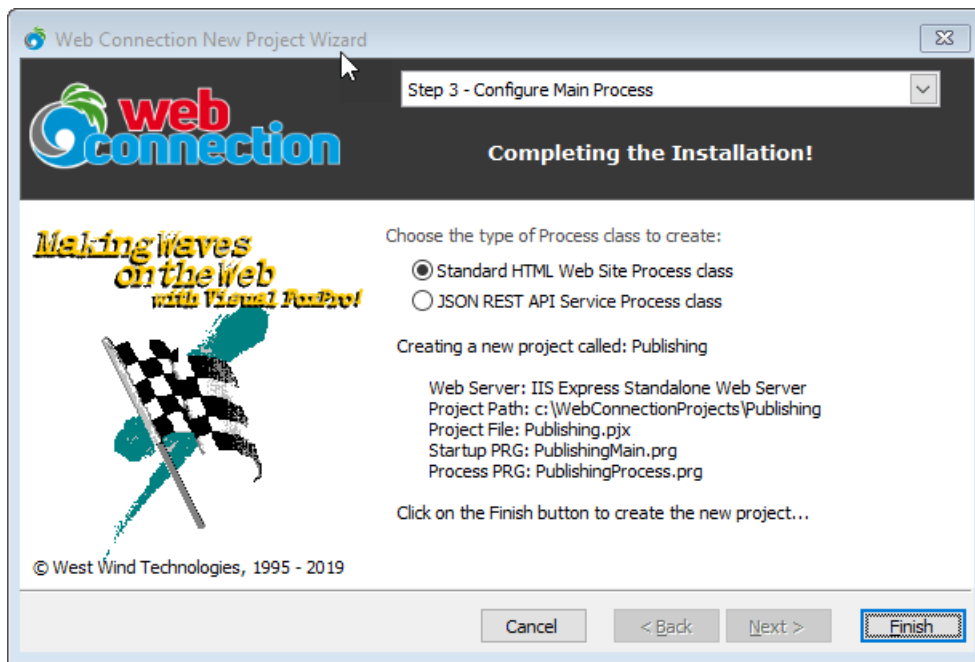 Web Connection New Project Wizard
Step 3 - Configure Main Process
web
connection
Completing the Installation!
Making Waves
on the Web
with Visual FoxPro!
Choose the type of Process class to create:
Standard HTML Web Site Process class
JSON REST API Service Process class
Creating a new project called: Publishing
Web Server: IIS Express Standalone Web Server
Project Path: c:\WebConnectionProjects\Publishing
Project File: Publishing.pjx
Startup PRG: PublishingMain.prg
Process PRG: PublishingProcess.prg
Click on the Finish button to create the new project...
© West Wind Technologies, 1995 - 2019
Cancel
< Back
Next >
Finish